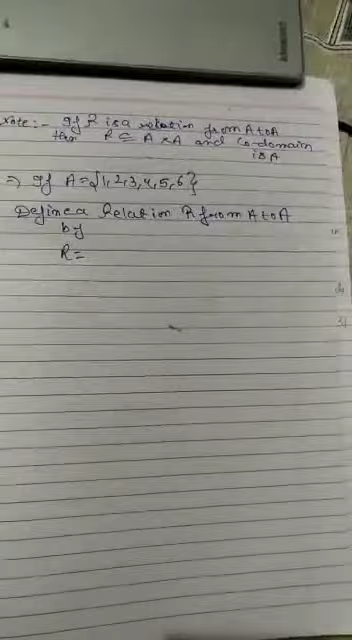 Note:- If R is a relation from A to A
then R ⊆ A × A and Co-domain
is A
⇒ If A = {1,2,3,4,5,6}
Define a Relation R from A to A
by
R =